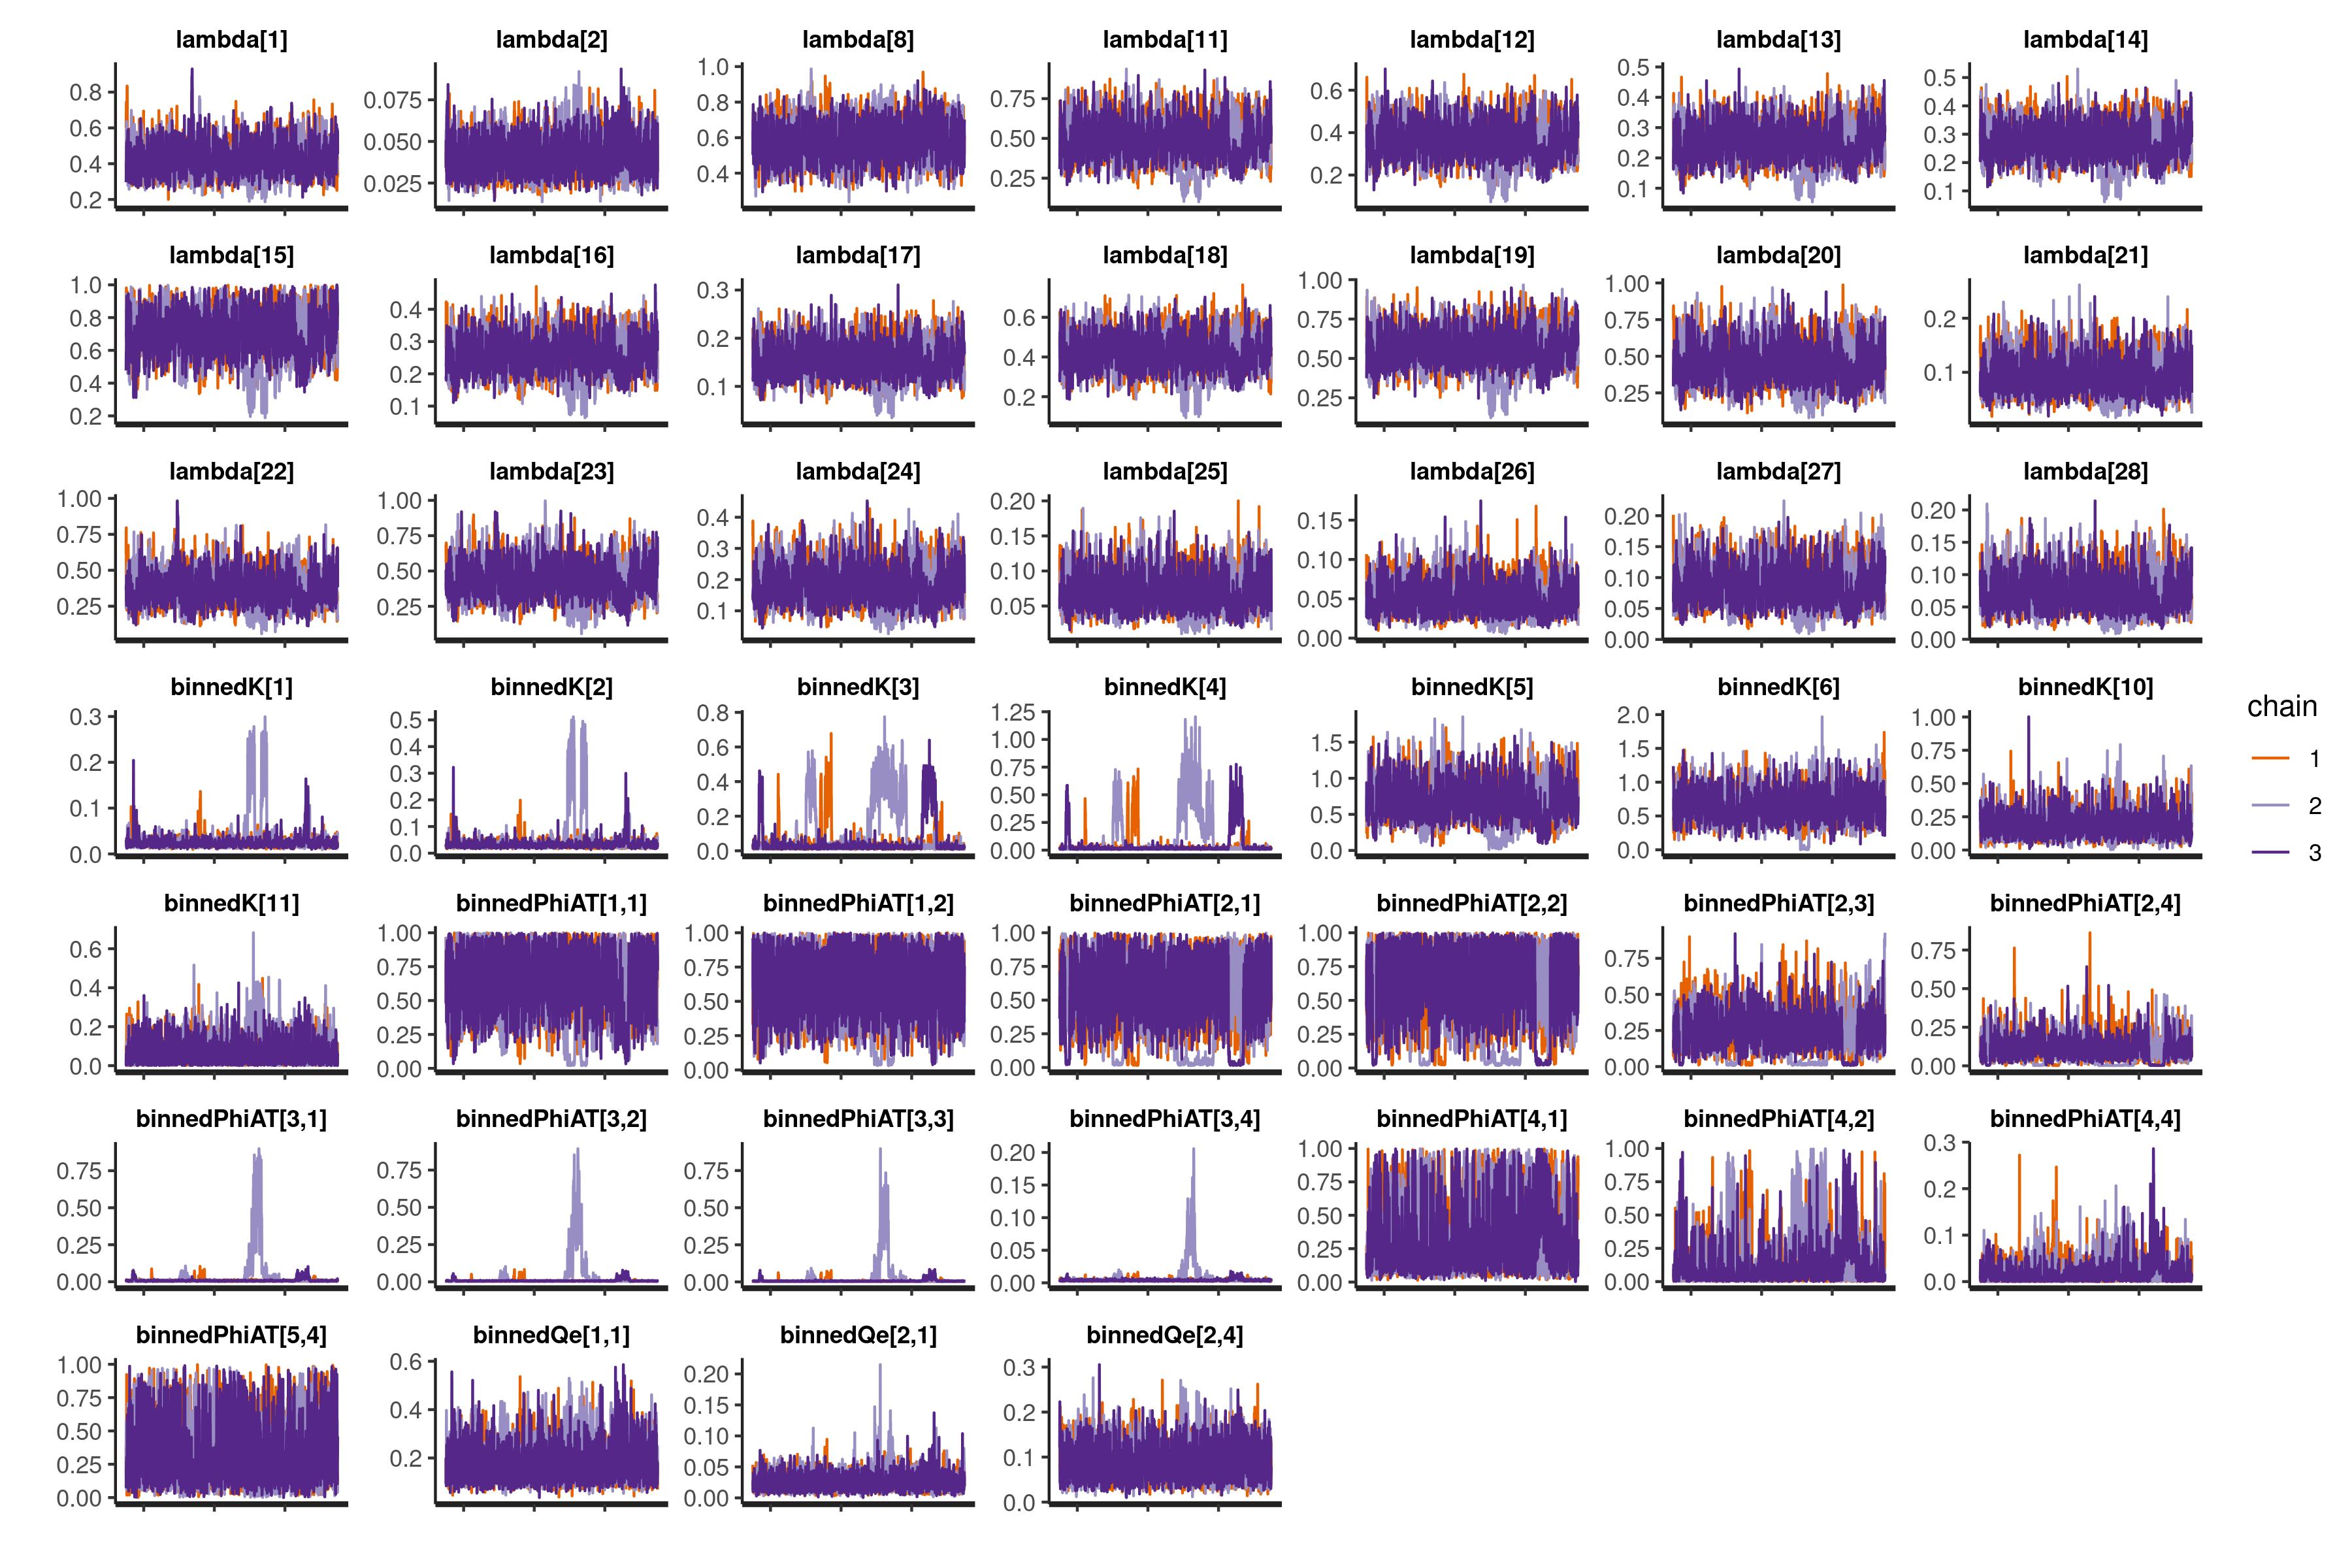 lambda[1] lambda[2] lambda[8] lambda[11] lambda[12] lambda[13] lambda[14]
0.8 0.6 0.4 0.2
0.075 0.050 0.025
1.0 0.8 0.6 0.4
0.75 0.50 0.25
0.6 0.4 0.2
0.5 0.4 0.3 0.2 0.1
0.5 0.4 0.3 0.2 0.1
lambda[15] lambda[16] lambda[17] lambda[18] lambda[19] lambda[20] lambda[21]
1.0 0.8 0.6 0.4 0.2
0.4 0.3 0.2 0.1
0.3 0.2 0.1
0.6 0.4 0.2
1.00 0.75 0.50 0.25
1.00 0.75 0.50 0.25
0.2 0.1
lambda[22] lambda[23] lambda[24] lambda[25] lambda[26] lambda[27] lambda[28]
1.00 0.75 0.50 0.25
1.00 0.75 0.50 0.25
0.4 0.3 0.2 0.1
0.20 0.15 0.10 0.05
0.15 0.10 0.05 0.00
0.20 0.15 0.10 0.05 0.00
0.20 0.15 0.10 0.05 0.00
binnedK[1] binnedK[2] binnedK[3] binnedK[4] binnedK[5] binnedK[6] binnedK[10]
0.3 0.2 0.1 0.0
0.5 0.4 0.3 0.2 0.1 0.0
0.8 0.6 0.4 0.2 0.0
1.25 1.00 0.75 0.50 0.25 0.00
1.5 1.0 0.5 0.0
2.0 1.5 1.0 0.5 0.0
1.00 0.75 0.50 0.25 0.00
chain
1
2
3
binnedK[11] binnedPhiAT[1,1] binnedPhiAT[1,2] binnedPhiAT[2,1] binnedPhiAT[2,2] binnedPhiAT[2,3] binnedPhiAT[2,4]
0.6 0.4 0.2 0.0
1.00 0.75 0.50 0.25 0.00
1.00 0.75 0.50 0.25 0.00
1.00 0.75 0.50 0.25 0.00
1.00 0.75 0.50 0.25 0.00
0.75 0.50 0.25 0.00
0.75 0.50 0.25 0.00
binnedPhiAT[3,1] binnedPhiAT[3,2] binnedPhiAT[3,3] binnedPhiAT[3,4] binnedPhiAT[4,1] binnedPhiAT[4,2] binnedPhiAT[4,4]
0.75 0.50 0.25 0.00
0.75 0.50 0.25 0.00
0.75 0.50 0.25 0.00
0.20 0.15 0.10 0.05 0.00
1.00 0.75 0.50 0.25 0.00
1.00 0.75 0.50 0.25 0.00
0.3 0.2 0.1 0.0
binnedPhiAT[5,4] binnedQe[1,1] binnedQe[2,1] binnedQe[2,4]
1.00 0.75 0.50 0.25 0.00
0.6 0.4 0.2
0.20 0.15 0.10 0.05 0.00
0.3 0.2 0.1 0.0